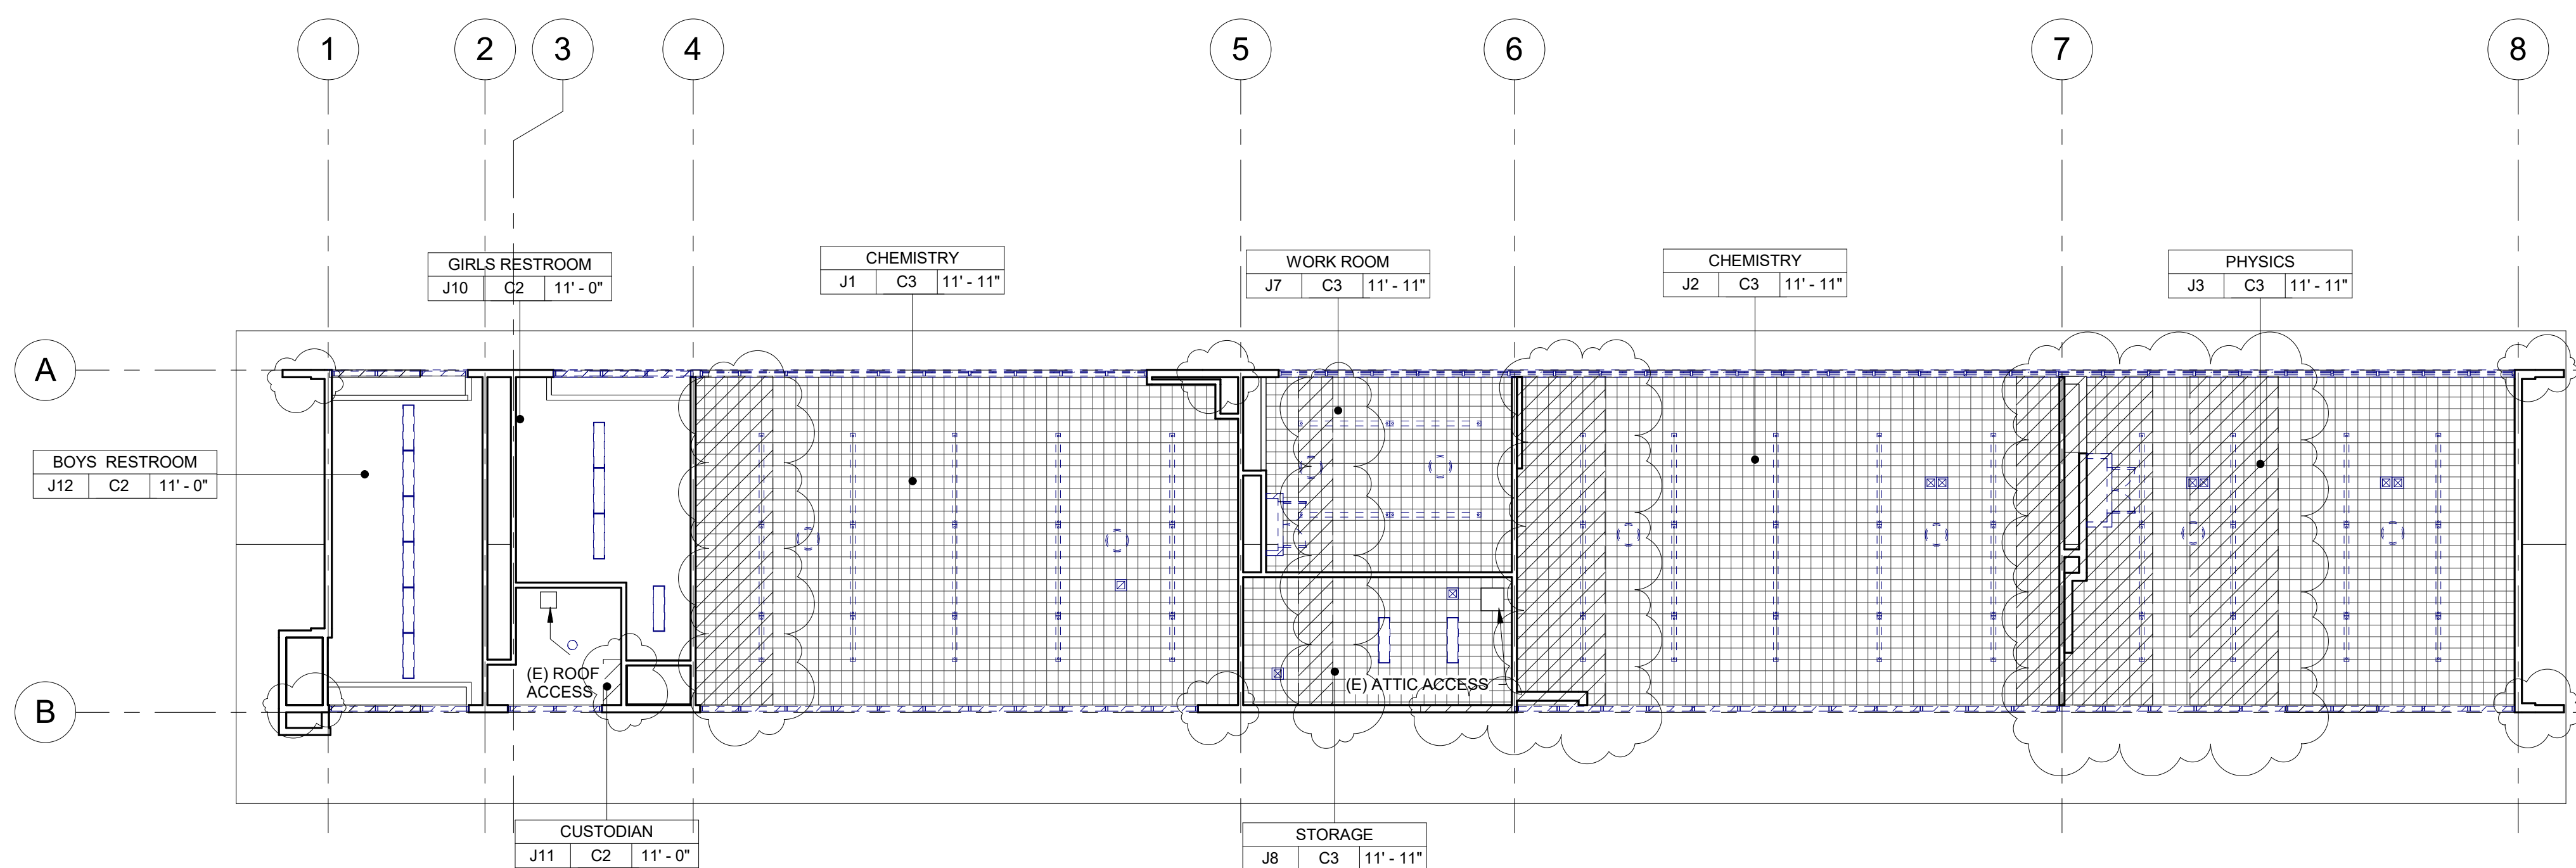 1 2 3 4 5 6 7 8
GIRLS RESTROOM
J10 C2 11' - 0"
CHEMISTRY
J1 C3 11' - 11"
WORK ROOM
J7 C3 11' - 11"
CHEMISTRY
J2 C3 11' - 11"
PHYSICS
J3 C3 11' - 11"
A
BOYS RESTROOM
J12 C2 11' - 0"
(E) ROOF
ACCESS
(E) ATTIC ACCESS
B
CUSTODIAN
J11 C2 11' - 0"
STORAGE
J8 C3 11' - 11"